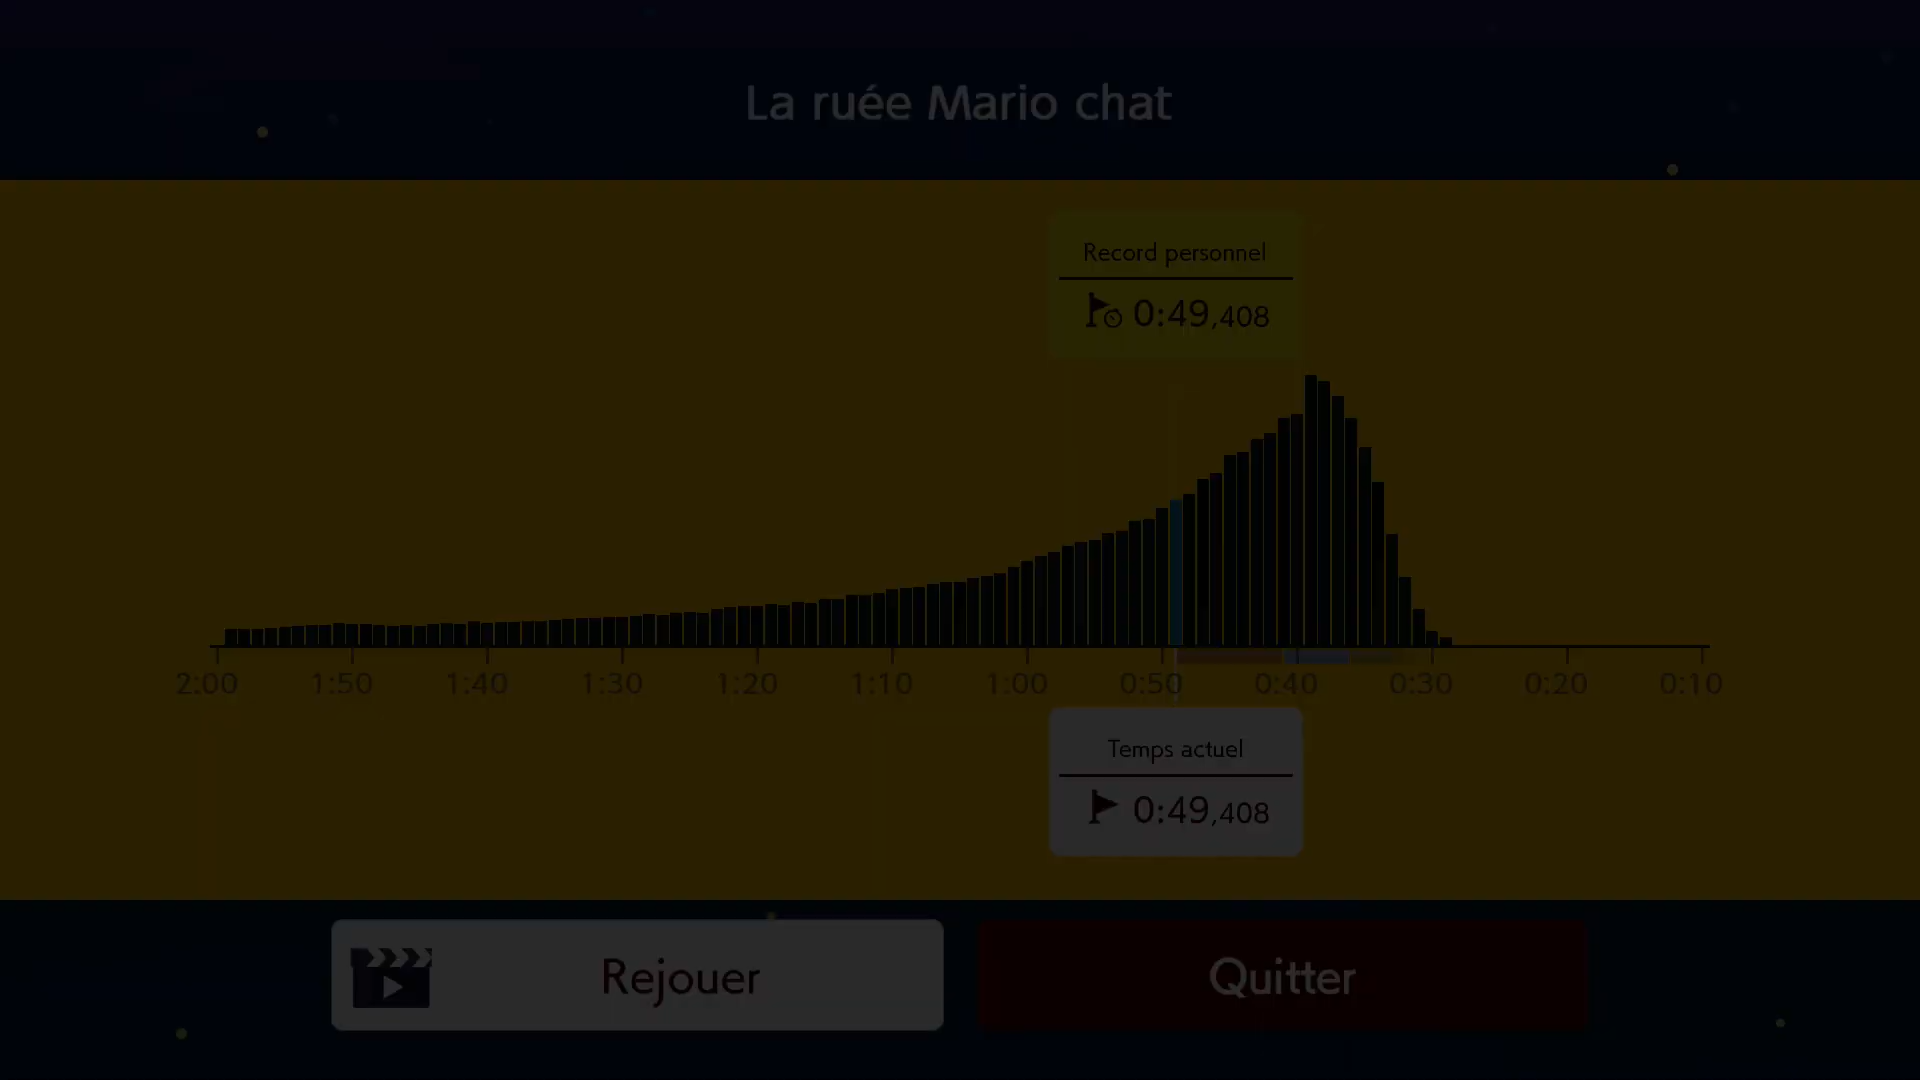 La ruée Mario chat
Record personnel
0:49,408
2:00 1:50 1:40 1:30 1:20 1:10 1:00 0:50 0:40 0:30 0:20 0:10
Temps actuel
0:49,408
Rejouer Quitter